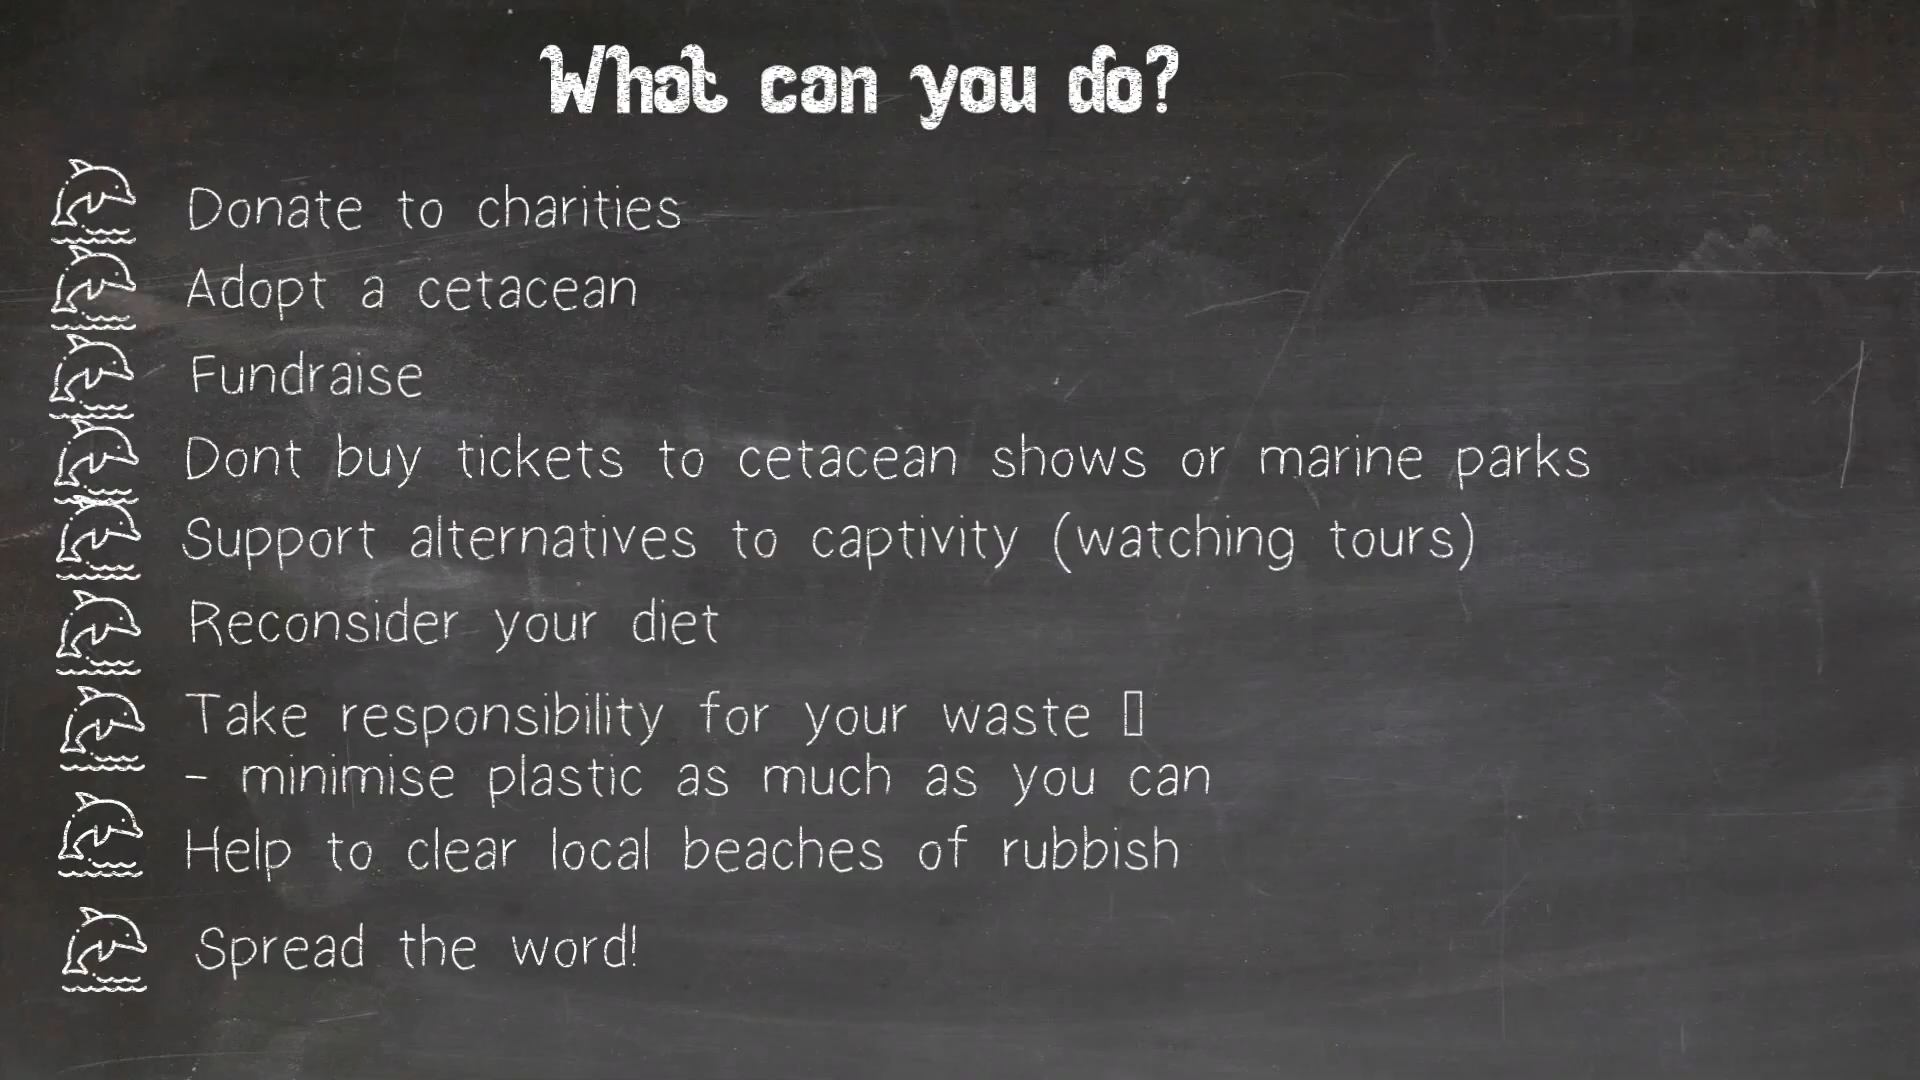 What can you do?
Donate to charities
Adopt a cetacean
Fundraise
Dont buy tickets to cetacean shows or marine parks
Support alternatives to captivity (watching tours)
Reconsider your diet
Take responsibility for your waste
- minimise plastic as much as you can
Help to clear local beaches of rubbish
Spread the word!